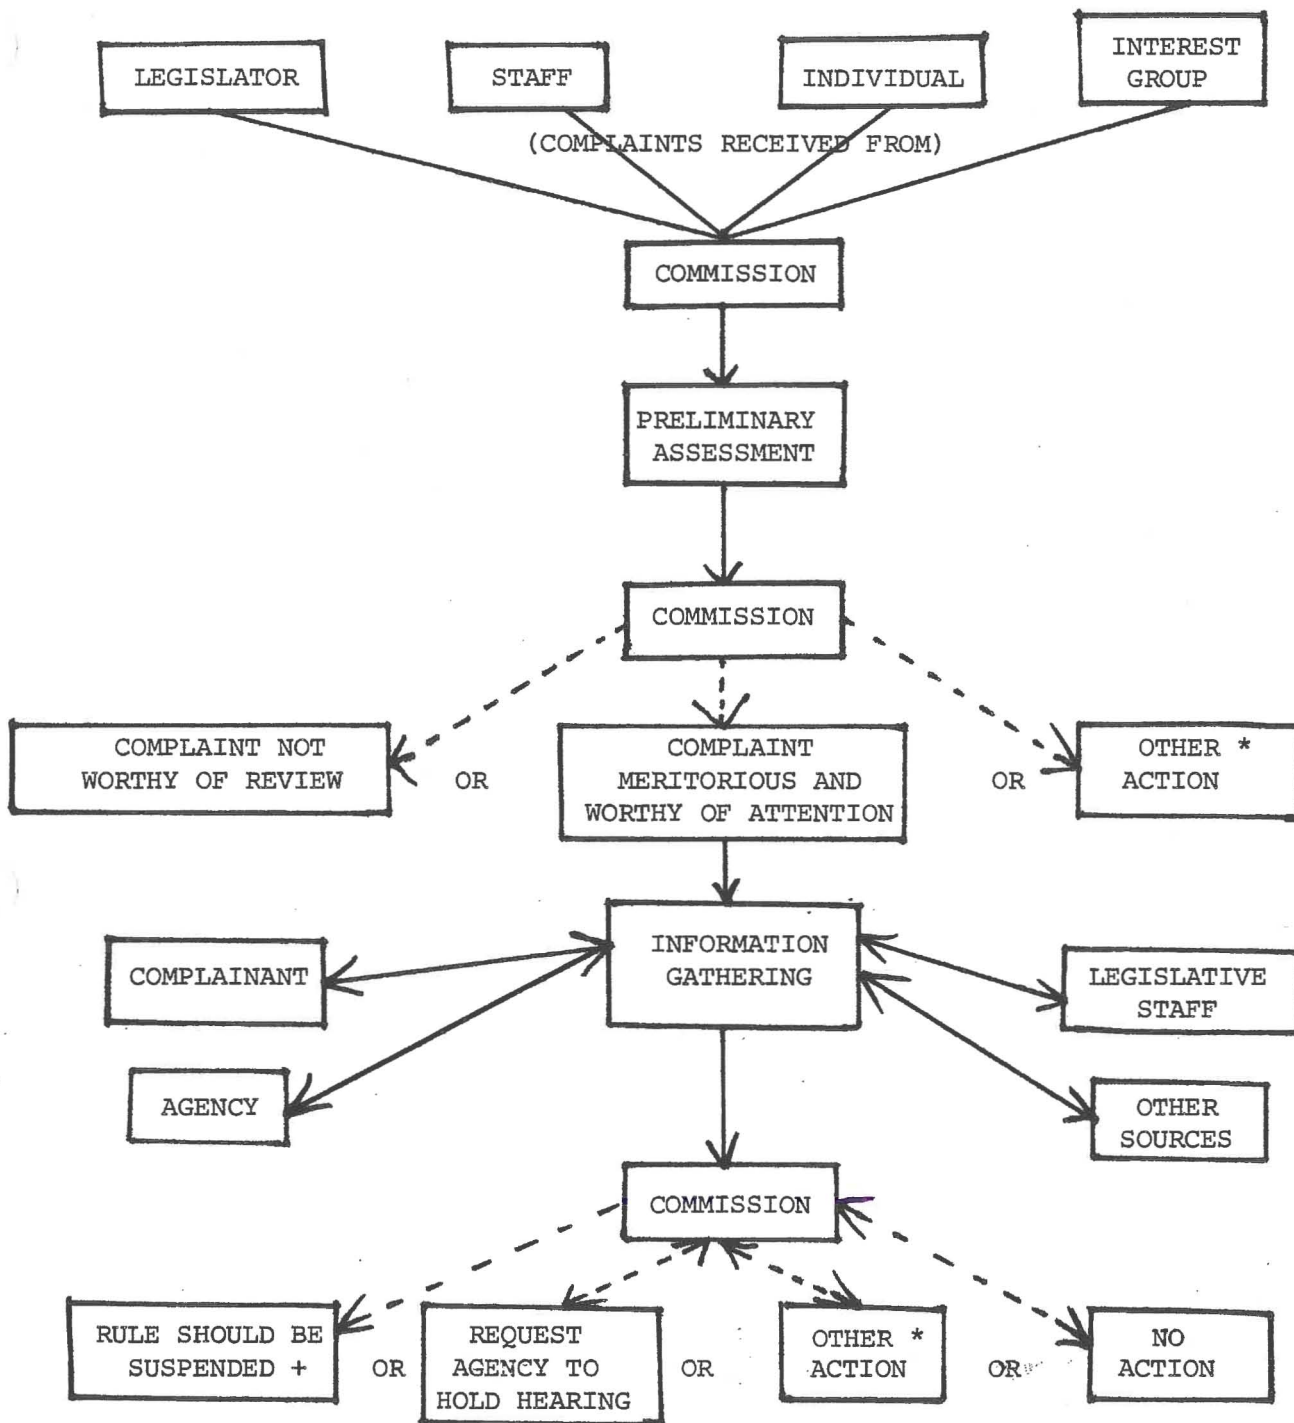 LEGISLATOR
STAFF
INDIVIDUAL
INTEREST
GROUP
(COMPLAINTS RECEIVED FROM)
COMMISSION
PRELIMINARY
ASSESSMENT
COMMISSION
COMPLAINT NOT
WORTHY OF REVIEW
OR
COMPLAINT
MERITORIOUS AND
WORTHY OF ATTENTION
OR
OTHER *
ACTION
INFORMATION
GATHERING
COMPLAINANT
LEGISLATIVE
STAFF
AGENCY
OTHER
SOURCES
COMMISSION
RULE SHOULD BE
SUSPENDED +
OR
REQUEST
AGENCY TO
HOLD HEARING
OR
OTHER *
ACTION
OR
NO
ACTION